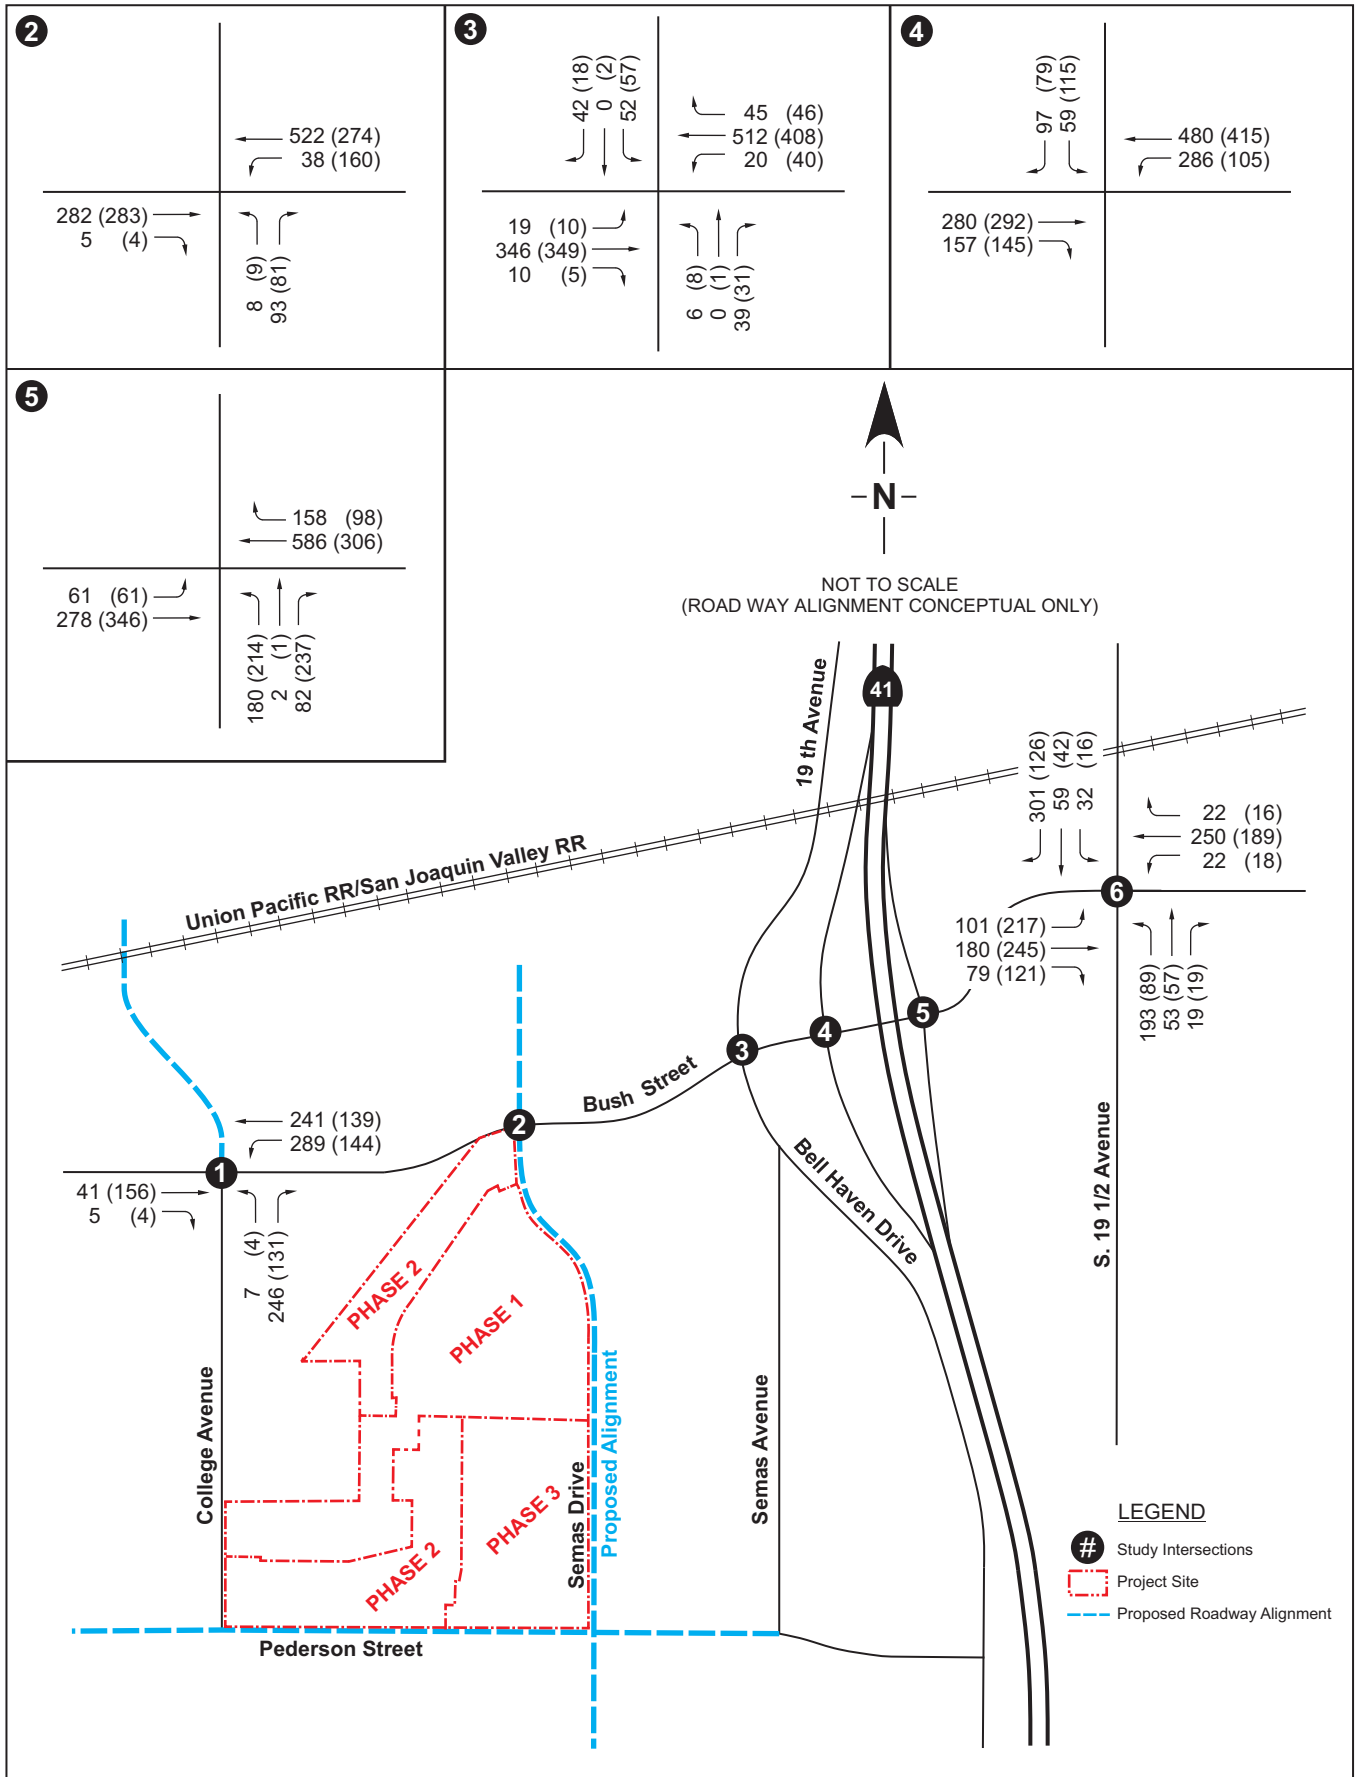 2
522 (274)
38 (160)
282 (283)
5 (4)
8 (9)
93 (81)
3
42 (18)
0 (2)
52 (57)
45 (46)
512 (408)
20 (40)
19 (10)
346 (349)
10 (5)
6 (8)
0 (1)
39 (31)
4
97 (79)
59 (115)
480 (415)
286 (105)
280 (292)
157 (145)
5
158 (98)
586 (306)
61 (61)
278 (346)
180 (214)
2 (1)
82 (237)
N
NOT TO SCALE
(ROAD WAY ALIGNMENT CONCEPTUAL ONLY)
19 th Avenue
41
Union Pacific RR/San Joaquin Valley RR
301 (126)
59 (42)
32 (16)
22 (16)
250 (189)
22 (18)
6
101 (217)
180 (245)
79 (121)
193 (89)
53 (57)
19 (19)
5
4
3
Bush Street
2
241 (139)
289 (144)
1
41 (156)
5 (4)
7 (4)
246 (131)
Bell Haven Drive
S. 19 1/2 Avenue
PHASE 2
PHASE 1
College Avenue
Proposed Alignment
Semas Avenue
Semas Drive
PHASE 3
PHASE 2
Pederson Street
LEGEND
# Study Intersections
Project Site
Proposed Roadway Alignment